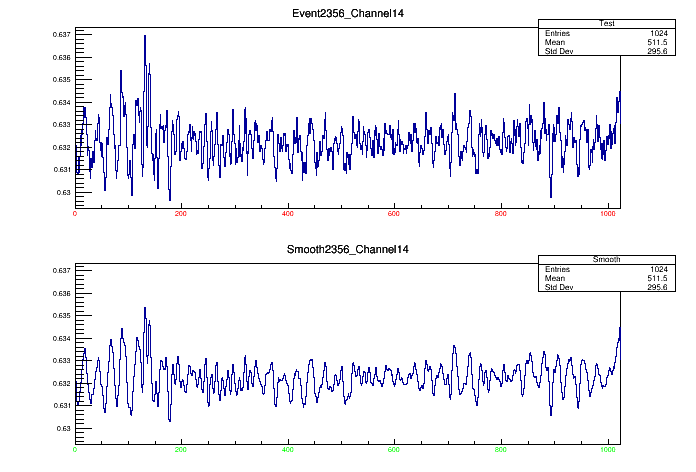 Event2356_Channel14
Test
Entries 1024
Mean 511.5
Std Dev 295.6
0.637
0.636
0.635
0.634
0.633
0.632
0.631
0.63
0 200 400 600 800 1000
Smooth2356_Channel14
Smooth
Entries 1024
Mean 511.5
Std Dev 295.6
0.637
0.636
0.635
0.634
0.633
0.632
0.631
0.63
0 200 400 600 800 1000